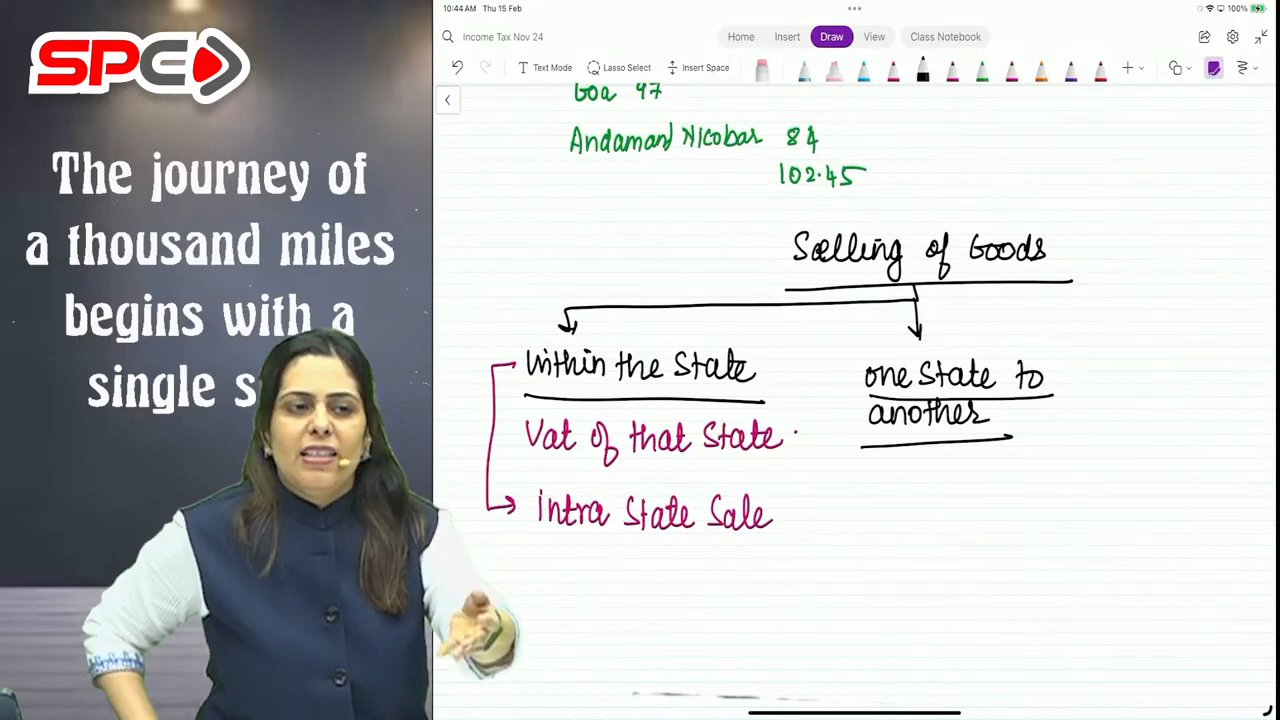 10:44 AM Thu 15 Feb
100%
Income Tax Nov 24
Home Insert Draw View Class Notebook
Text Mode Lasso Select Insert Space
SPC
The journey of
a thousand miles
begins with a
single s
Goa 97
Andaman Nicobar 84
102.45
Selling of Goods
Within the State
one State to
another
Vat of that State
intra State Sale